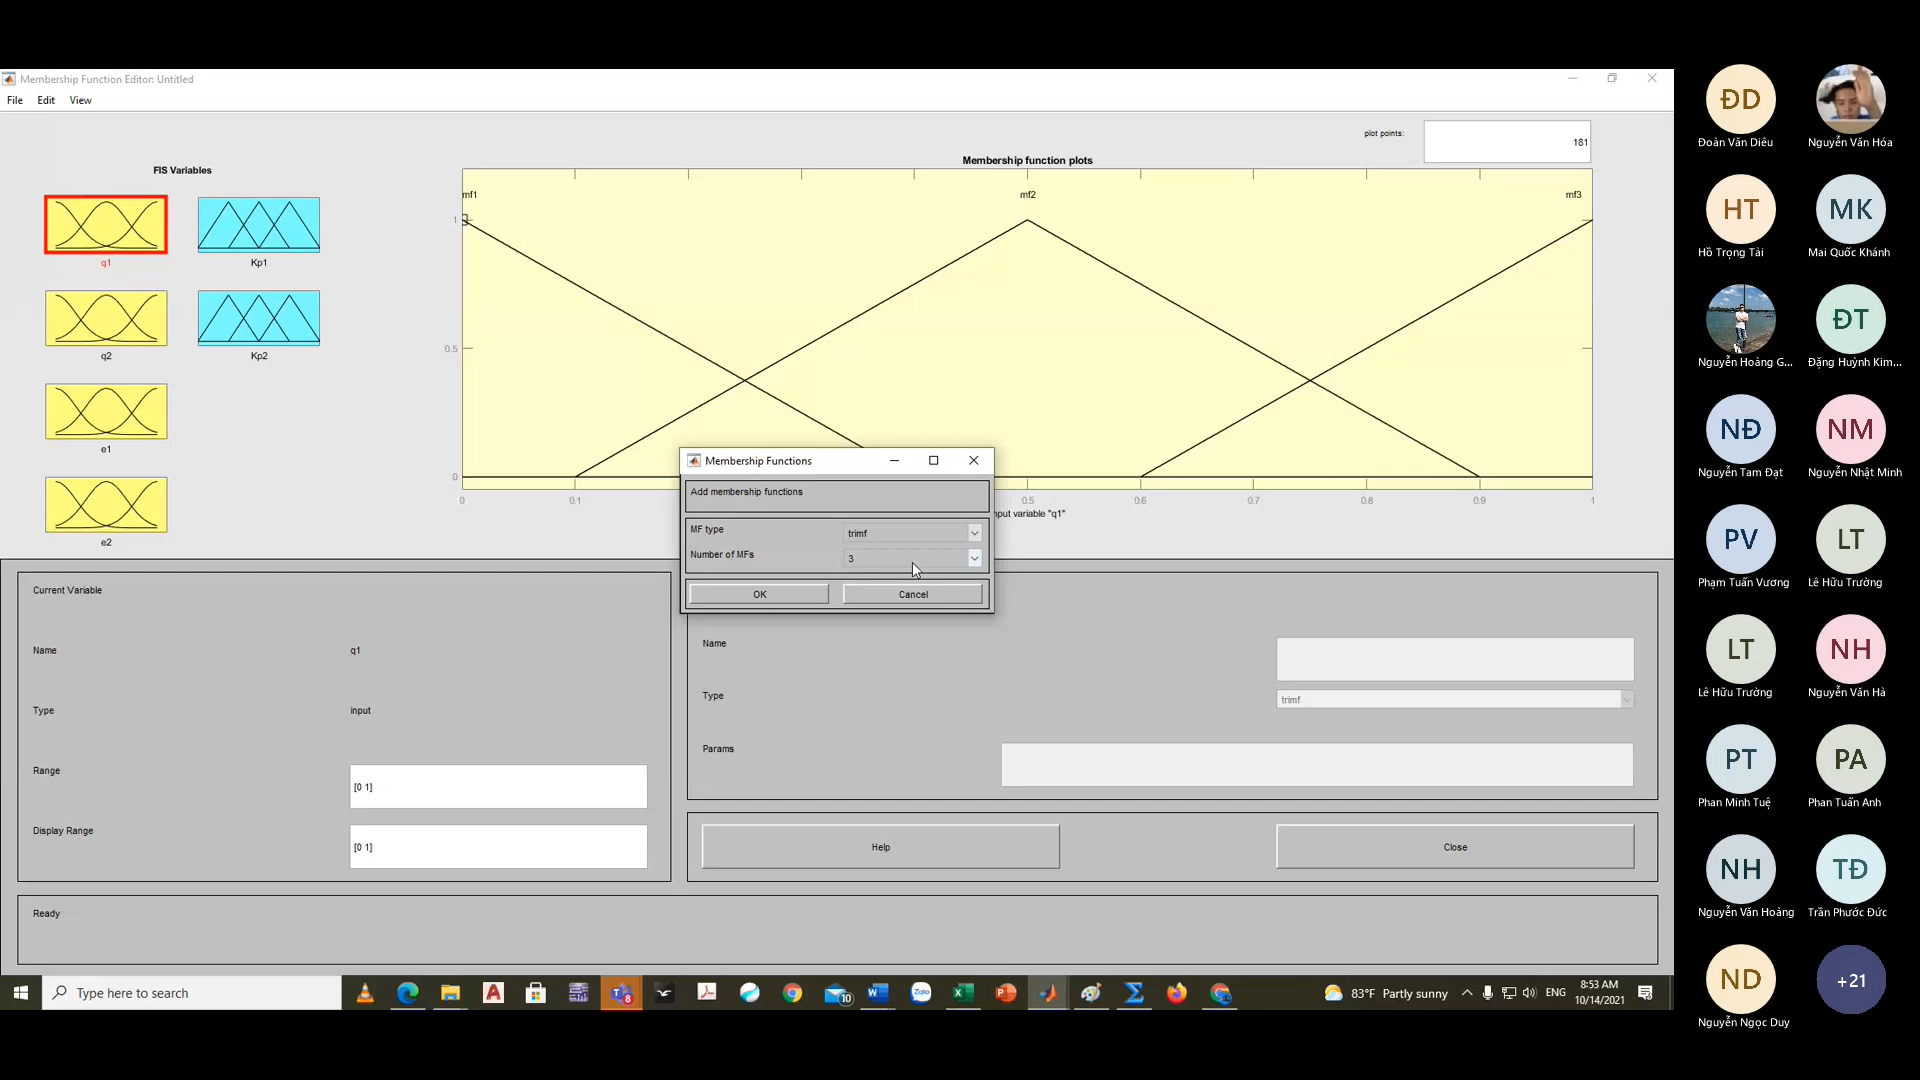 Membership Function Editor: Untitled
File Edit View
plot points:
181
FIS Variables
Membership function plots
mf1
mf2
mf3
1
0.5
0
0
0.1
0.5
0.6
0.7
0.8
0.9
1
nput variable "q1"
q1
Kp1
q2
Kp2
e1
e2
Membership Functions
Add membership functions
MF type
trimf
Number of MFs
3
OK
Cancel
Current Variable
Name
q1
Type
input
Range
[0 1]
Display Range
[0 1]
Name
Type
trimf
Params
Help
Close
Ready
Type here to search
8
10
Zalo
83°F Partly sunny
ENG
8:53 AM
10/14/2021
ĐD
Đoàn Văn Diêu
Nguyễn Văn Hóa
HT
Hồ Trọng Tài
MK
Mai Quốc Khánh
Nguyễn Hoàng G...
ĐT
Đặng Huỳnh Kim...
NĐ
Nguyễn Tam Đạt
NM
Nguyễn Nhật Minh
PV
Phạm Tuấn Vương
LT
Lê Hữu Trường
LT
Lê Hữu Trường
NH
Nguyễn Văn Hà
PT
Phan Minh Tuệ
PA
Phan Tuấn Anh
NH
Nguyễn Văn Hoàng
TĐ
Trần Phước Đức
ND
Nguyễn Ngọc Duy
+21